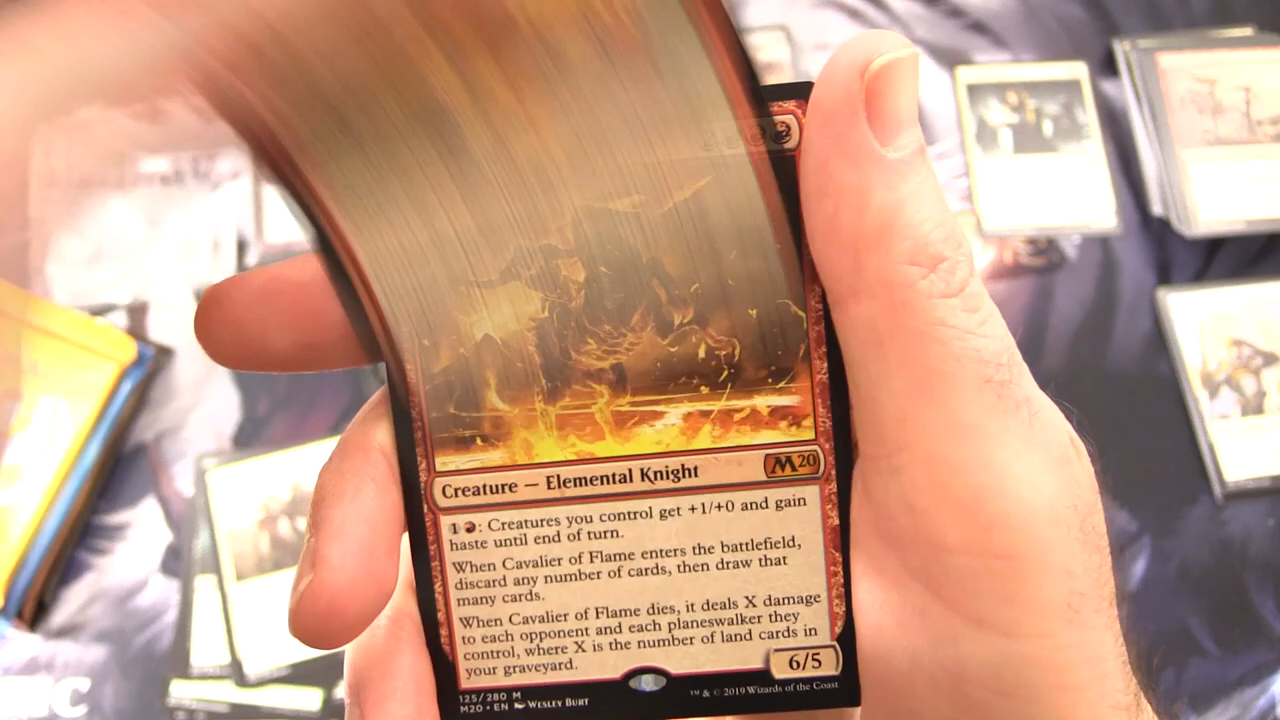 Creature — Elemental Knight
M20
1R: Creatures you control get +1/+0 and gain
haste until end of turn.
When Cavalier of Flame enters the battlefield,
discard any number of cards, then draw that
many cards.
When Cavalier of Flame dies, it deals X damage
to each opponent and each planeswalker they
control, where X is the number of land cards in
your graveyard.
6/5
125/280 M
M20 • EN Wesley Burt
™ & © 2019 Wizards of the Coast
IC